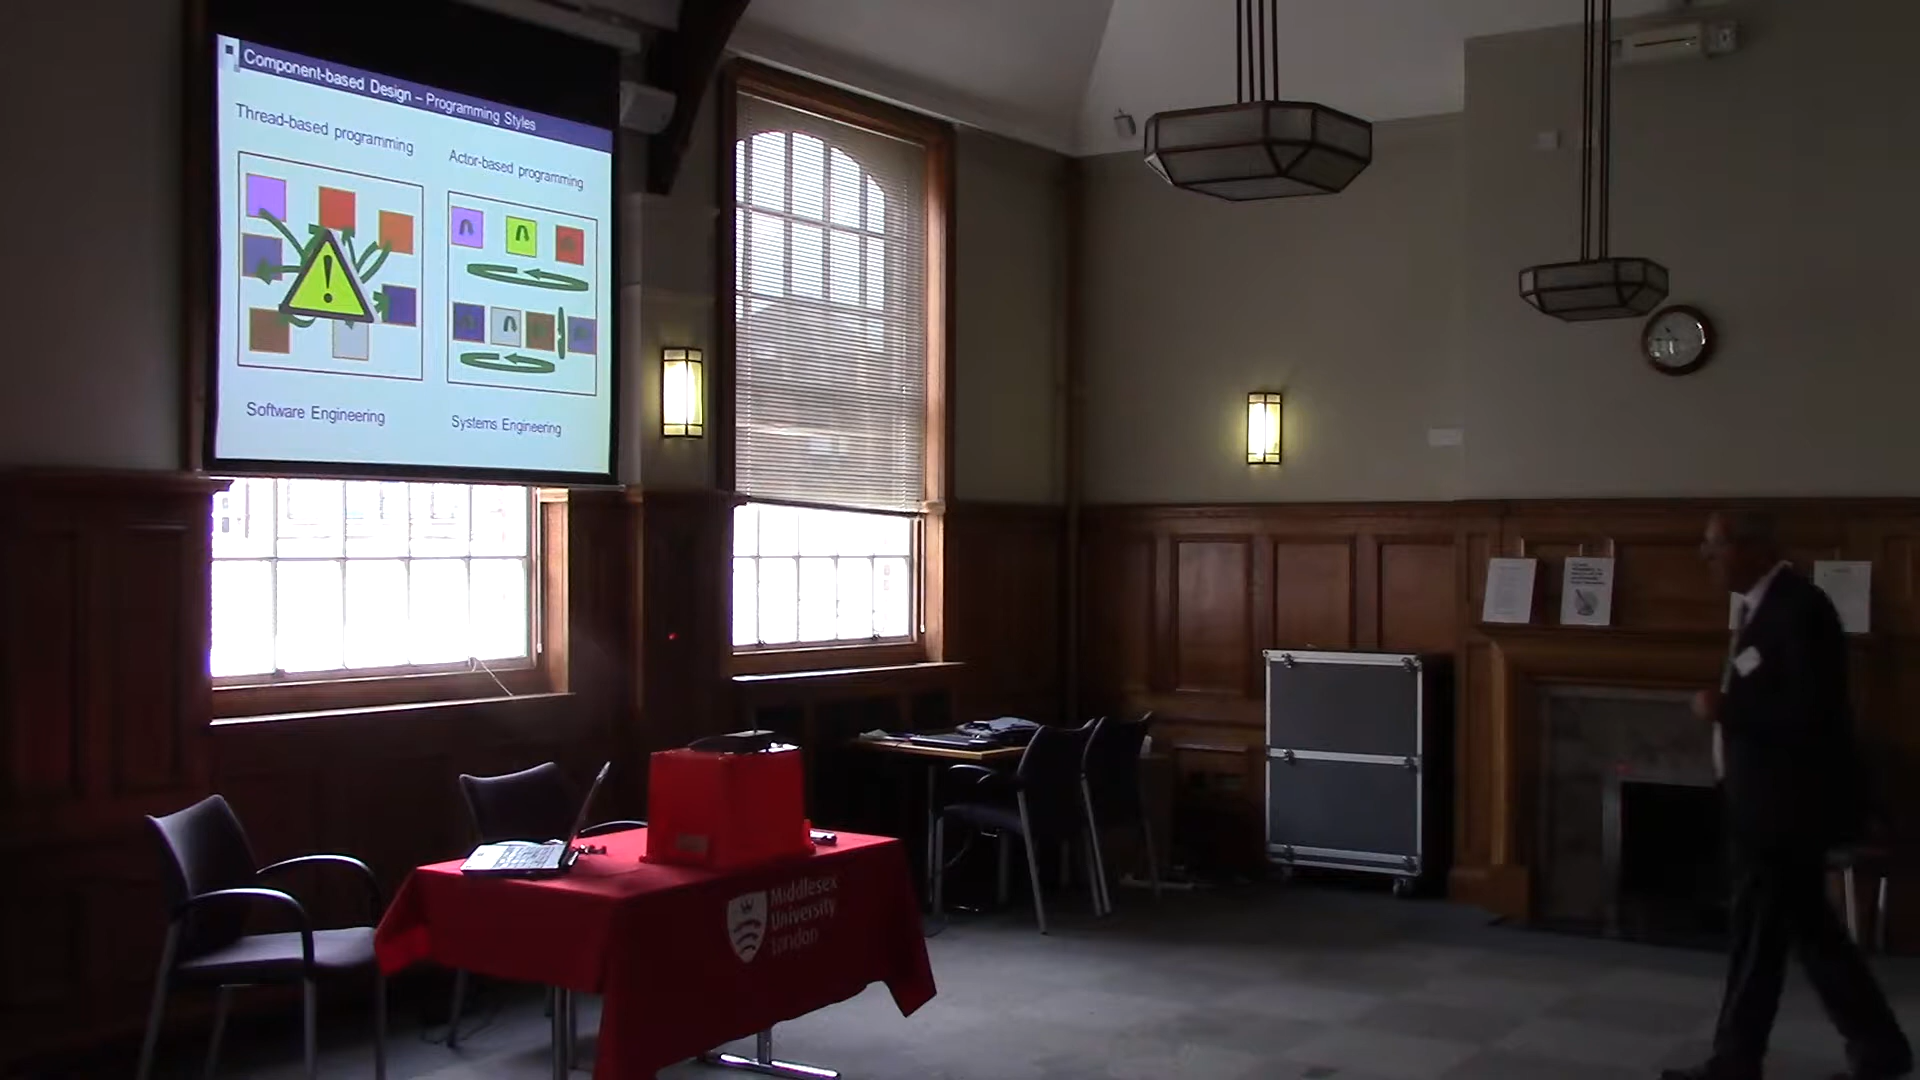 Component-based Design – Programming Styles
Thread-based programming
Actor-based programming
Software Engineering
Systems Engineering
Middlesex
University
London